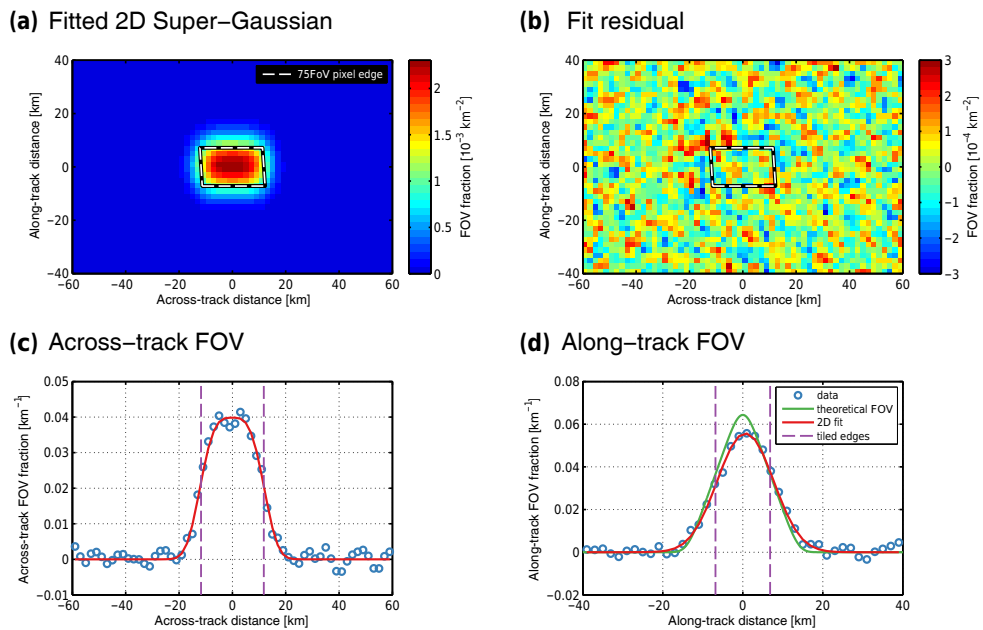 (a) Fitted 2D Super−Gaussian
40
20
0
−20
−40
−60 −40 −20 0 20 40 60
Along-track distance [km]
Across-track distance [km]
75FoV pixel edge
2
1.5
1
0.5
0
FOV fraction [10⁻³ km⁻²]
(b) Fit residual
40
20
0
−20
−40
−60 −40 −20 0 20 40 60
Along-track distance [km]
Across-track distance [km]
3
2
1
0
−1
−2
−3
FOV fraction [10⁻⁴ km⁻²]
(c) Across−track FOV
0.05
0.04
0.03
0.02
0.01
0
−0.01
−60 −40 −20 0 20 40 60
Across-track FOV fraction [km⁻¹]
Across-track distance [km]
(d) Along−track FOV
0.08
0.06
0.04
0.02
0
−0.02
−40 −20 0 20 40
Along-track FOV fraction [km⁻¹]
Along-track distance [km]
data
theoretical FOV
2D fit
tiled edges